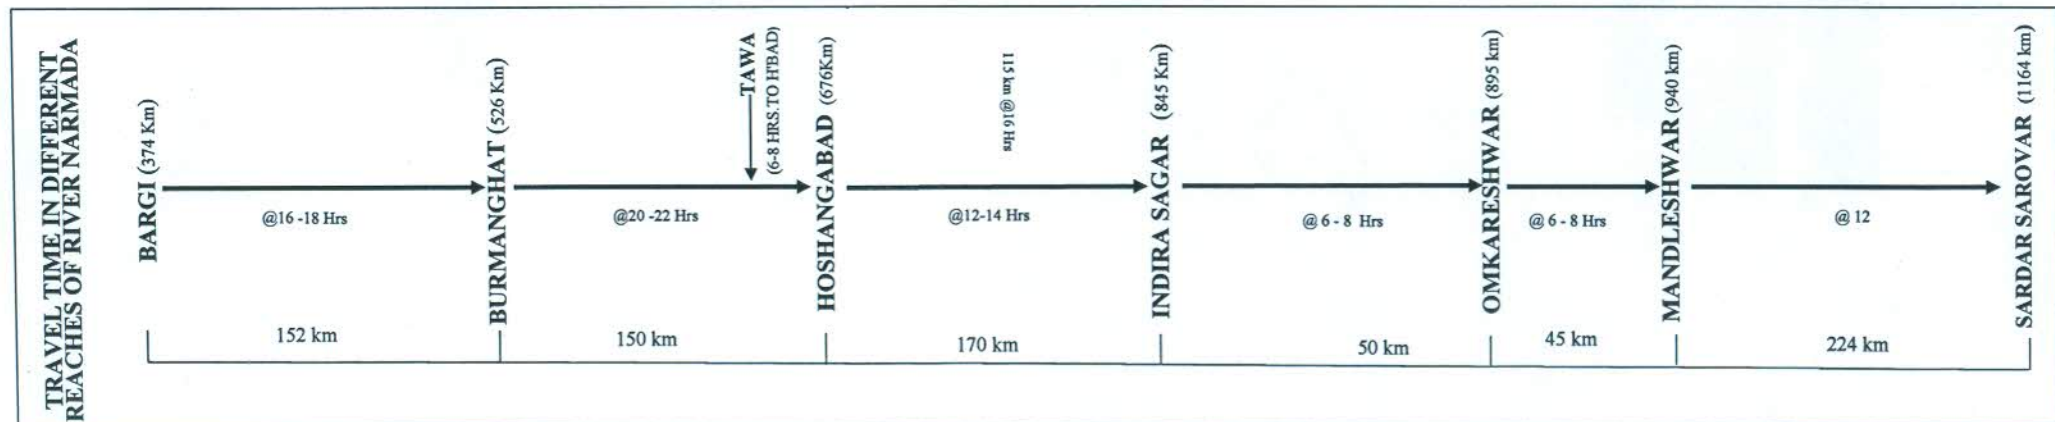 TRAVEL TIME IN DIFFERENT
REACHES OF RIVER NARMADA
BARGI (374 Km)
@16 -18 Hrs
152 km
BURMANGHAT (526 Km)
@20 -22 Hrs
150 km
TAWA
(6-8 HRS.TO H'BAD)
HOSHANGABAD (676Km)
115 km @16 Hrs
@12-14 Hrs
170 km
INDIRA SAGAR (845 Km)
@ 6 - 8 Hrs
50 km
OMKARESHWAR (895 km)
@ 6 - 8 Hrs
45 km
MANDLESHWAR (940 km)
@ 12
224 km
SARDAR SAROVAR (1164 km)